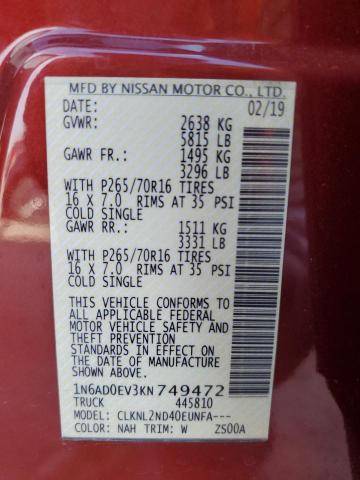 MFD BY NISSAN MOTOR CO., LTD.
DATE: 02/19
GVWR: 2638 KG
5815 LB
GAWR FR.: 1495 KG
3296 LB
WITH P265/70R16 TIRES
16 X 7.0 RIMS AT 35 PSI
COLD SINGLE
GAWR RR.: 1511 KG
3331 LB
WITH P265/70R16 TIRES
16 X 7.0 RIMS AT 35 PSI
COLD SINGLE
THIS VEHICLE CONFORMS TO
ALL APPLICABLE FEDERAL
MOTOR VEHICLE SAFETY AND
THEFT PREVENTION
STANDARDS IN EFFECT ON
THE DATE OF MANUFACTURE
SHOWN ABOVE.
1N6AD0EV3KN749472
TRUCK 445810
MODEL: CLKNL2ND40EUNFA---
COLOR: NAH TRIM: W ZS00A